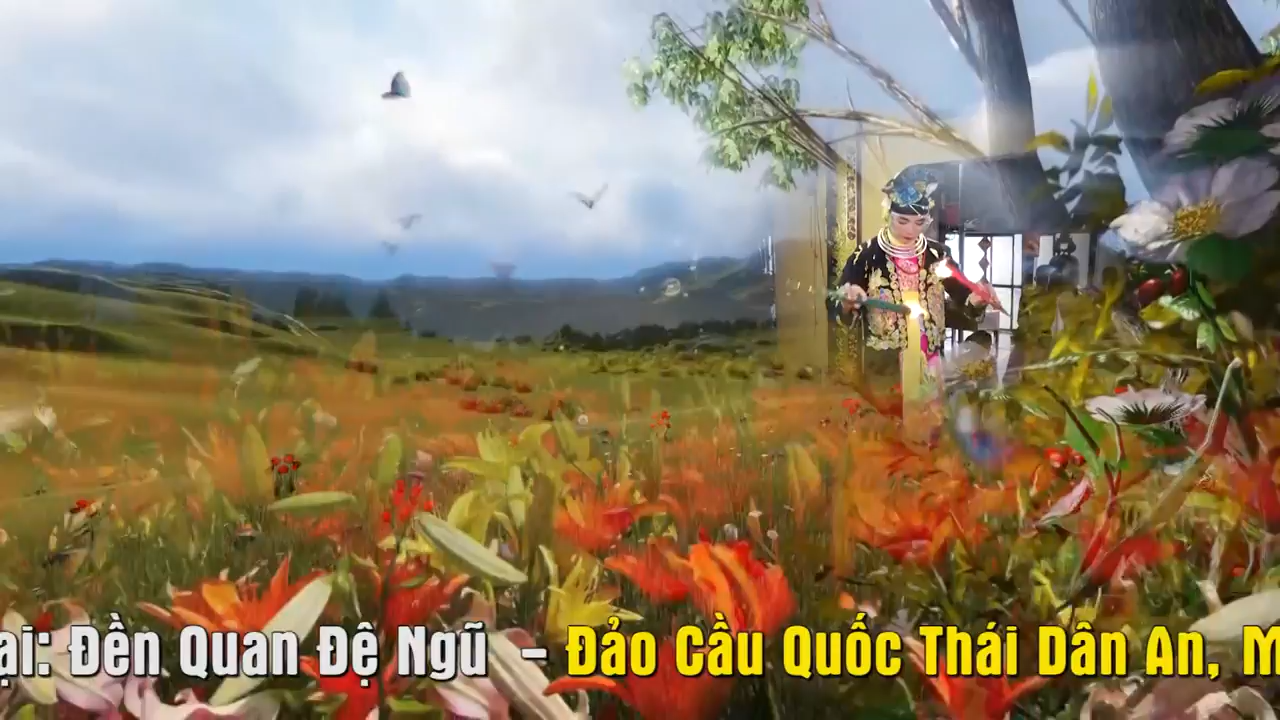 ại: Đền Quan Đệ Ngũ – Đảo Cầu Quốc Thái Dân An, M